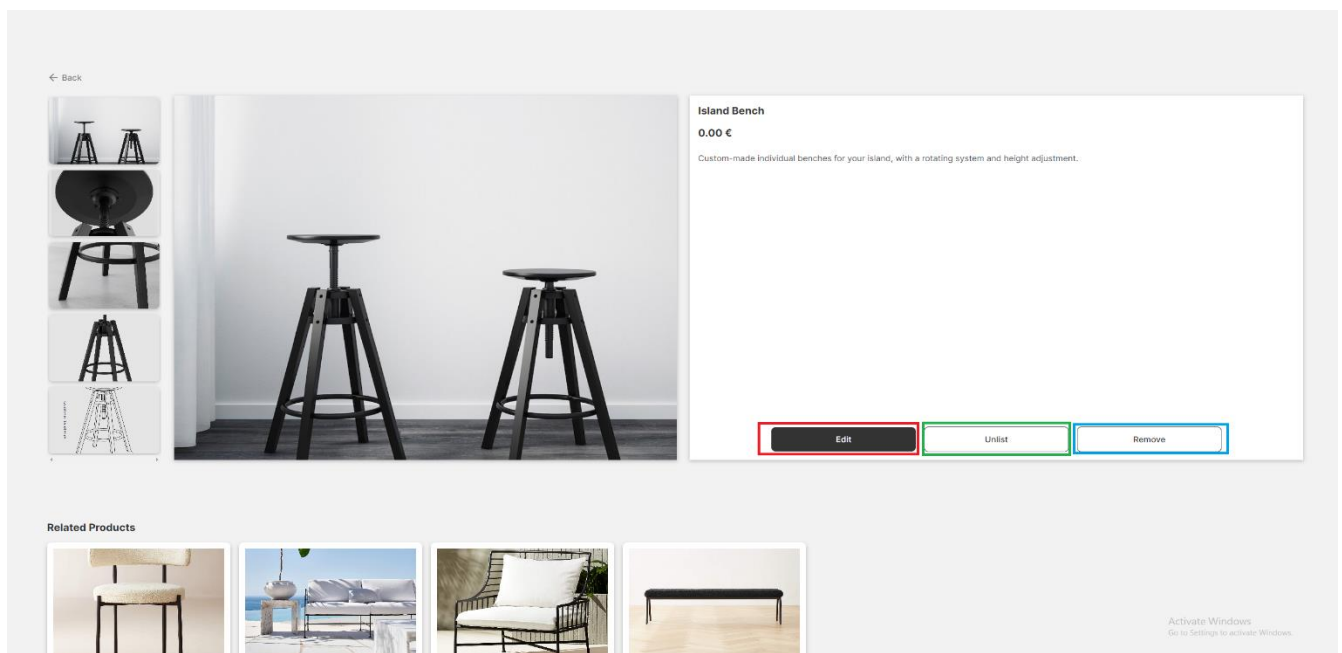 ← Back
Island Bench
0.00 €
Custom-made individual benches for your island, with a rotating system and height adjustment.
Edit
Unlist
Remove
Related Products
Activate Windows
Go to Settings to activate Windows.